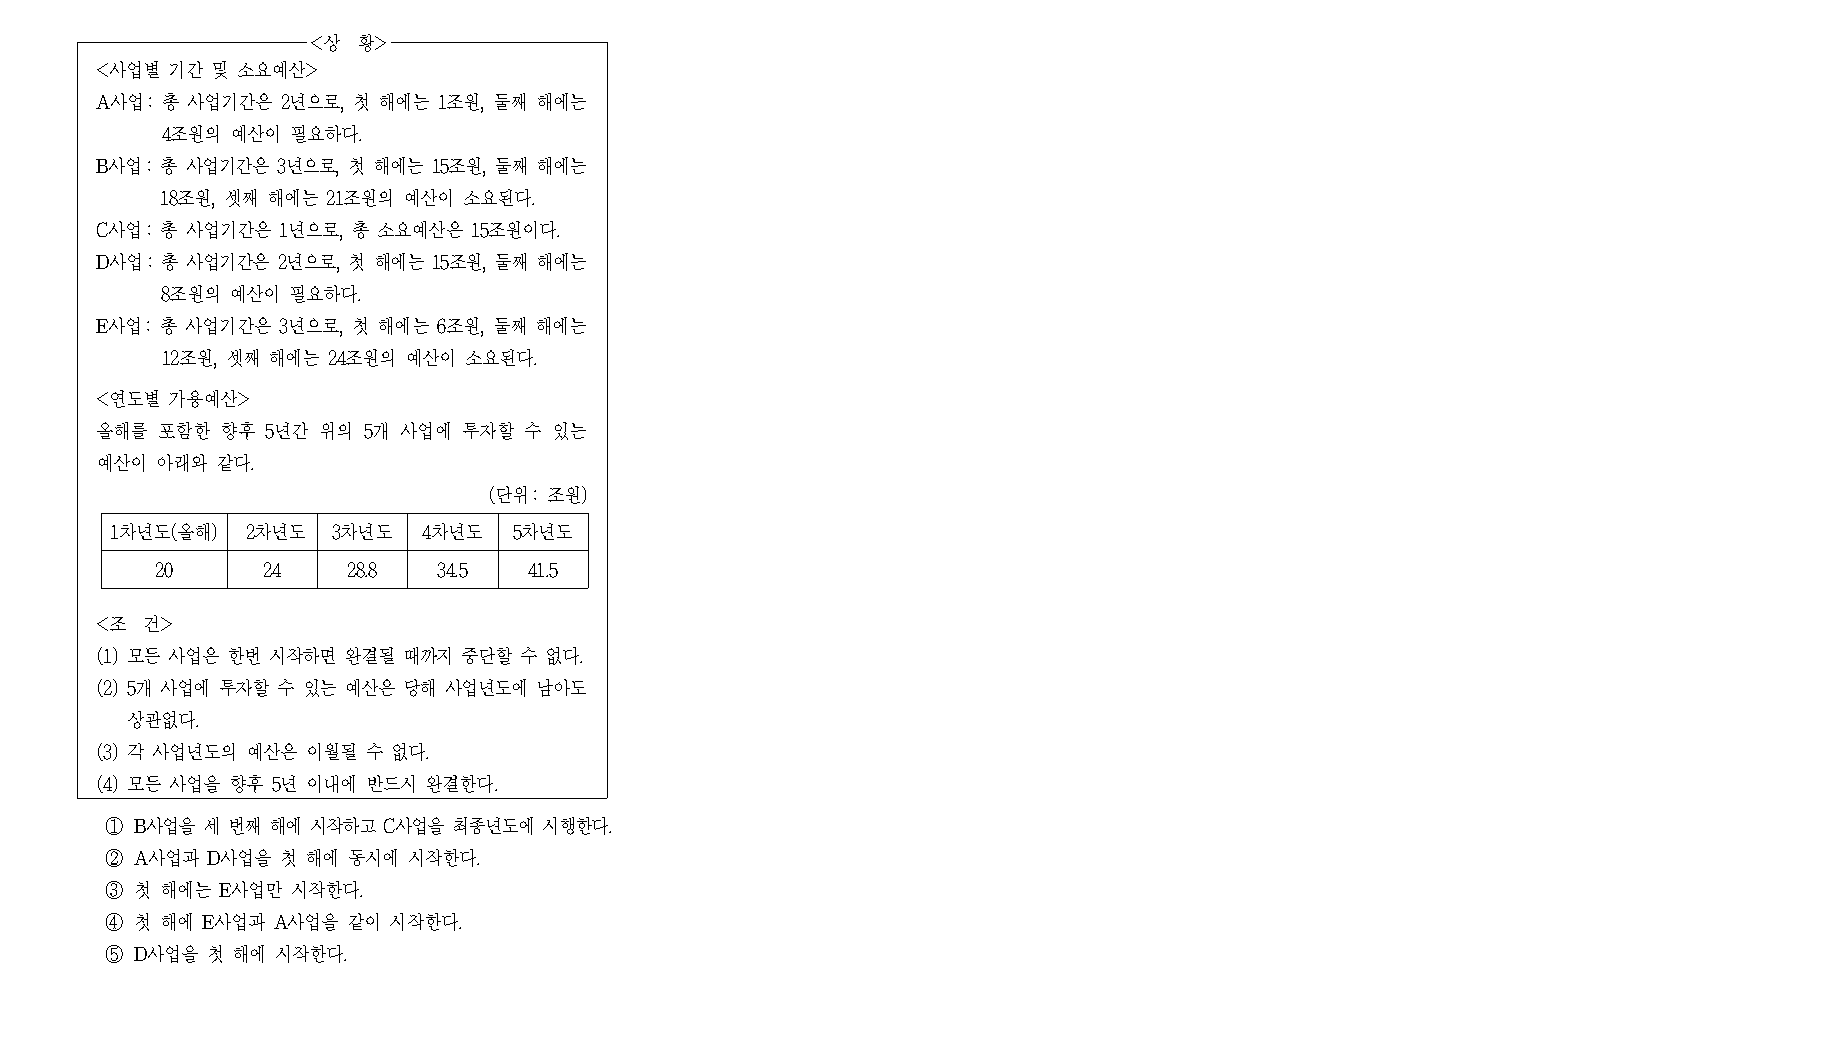 <상 황>
<사업별 기간 및 소요예산>
A사업 : 총 사업기간은 2년으로, 첫 해에는 1조원, 둘째 해에는
4조원의 예산이 필요하다.
B사업 : 총 사업기간은 3년으로, 첫 해에는 15조원, 둘째 해에는
18조원, 셋째 해에는 21조원의 예산이 소요된다.
C사업 : 총 사업기간은 1년으로, 총 소요예산은 15조원이다.
D사업 : 총 사업기간은 2년으로, 첫 해에는 15조원, 둘째 해에는
8조원의 예산이 필요하다.
E사업 : 총 사업기간은 3년으로, 첫 해에는 6조원, 둘째 해에는
12조원, 셋째 해에는 24조원의 예산이 소요된다.
<연도별 가용예산>
올해를 포함한 향후 5년간 위의 5개 사업에 투자할 수 있는
예산이 아래와 같다.
(단위 : 조원)
1차년도(올해) 2차년도 3차년도 4차년도 5차년도
20 24 28.8 34.5 41.5
<조 건>
(1) 모든 사업은 한번 시작하면 완결될 때까지 중단할 수 없다.
(2) 5개 사업에 투자할 수 있는 예산은 당해 사업년도에 남아도
상관없다.
(3) 각 사업년도의 예산은 이월될 수 없다.
(4) 모든 사업을 향후 5년 이내에 반드시 완결한다.
① B사업을 세 번째 해에 시작하고 C사업을 최종년도에 시행한다.
② A사업과 D사업을 첫 해에 동시에 시작한다.
③ 첫 해에는 E사업만 시작한다.
④ 첫 해에 E사업과 A사업을 같이 시작한다.
⑤ D사업을 첫 해에 시작한다.